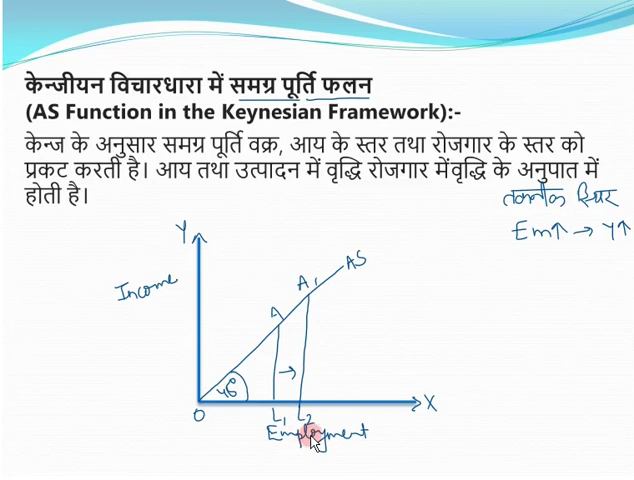 केन्जीयन विचारधारा में समग्र पूर्ति फलन
(AS Function in the Keynesian Framework):-
केन्ज के अनुसार समग्र पूर्ति वक्र, आय के स्तर तथा रोजगार के स्तर को
प्रकट करती है। आय तथा उत्पादन में वृद्धि रोजगार मेंवृद्धि के अनुपात में
होती है।
तकनीक स्थिर
Em↑ → Y↑
Y
AS
A A1
Income
45°
O L1 L2 X
Employment